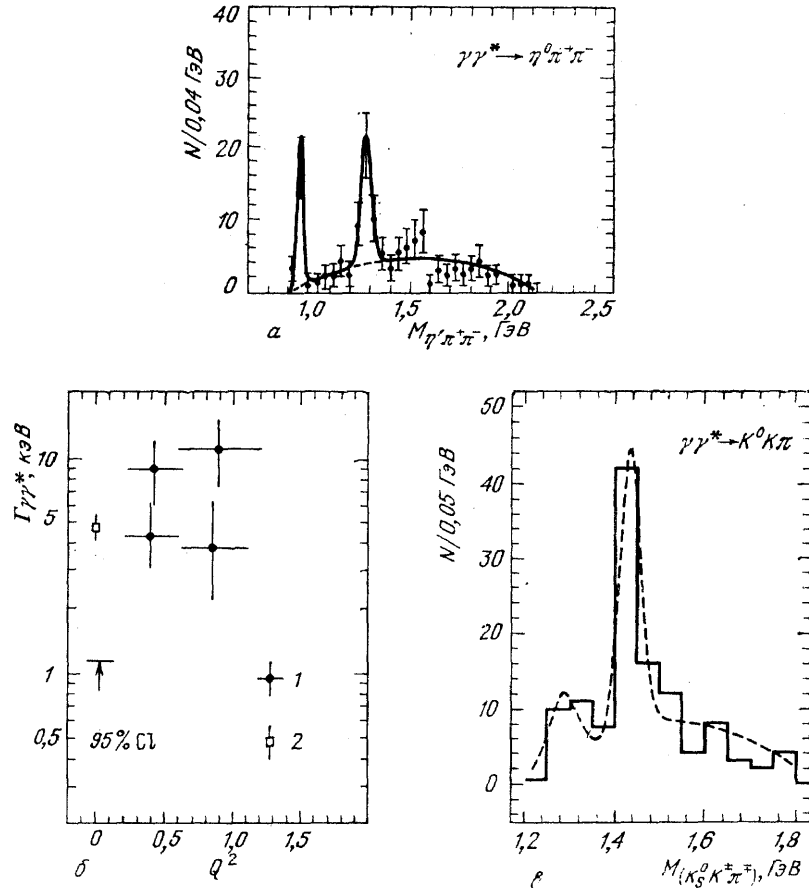 40
30
20
10
0
N/0,04 ГэВ
γγ* → η⁰π⁺π⁻
1,0 1,5 2,0 2,5
M_η'π⁺π⁻, ГэВ
а
Γγγ*, кэВ
10
5
1
0,5
95% Cl
1
2
0 0,5 1,0 1,5
Q²
б
50
40
30
20
10
0
N/0,05 ГэВ
γγ* → K⁰Kπ
1,2 1,4 1,6 1,8
M(K_S⁰K^±π^∓), ГэВ
в